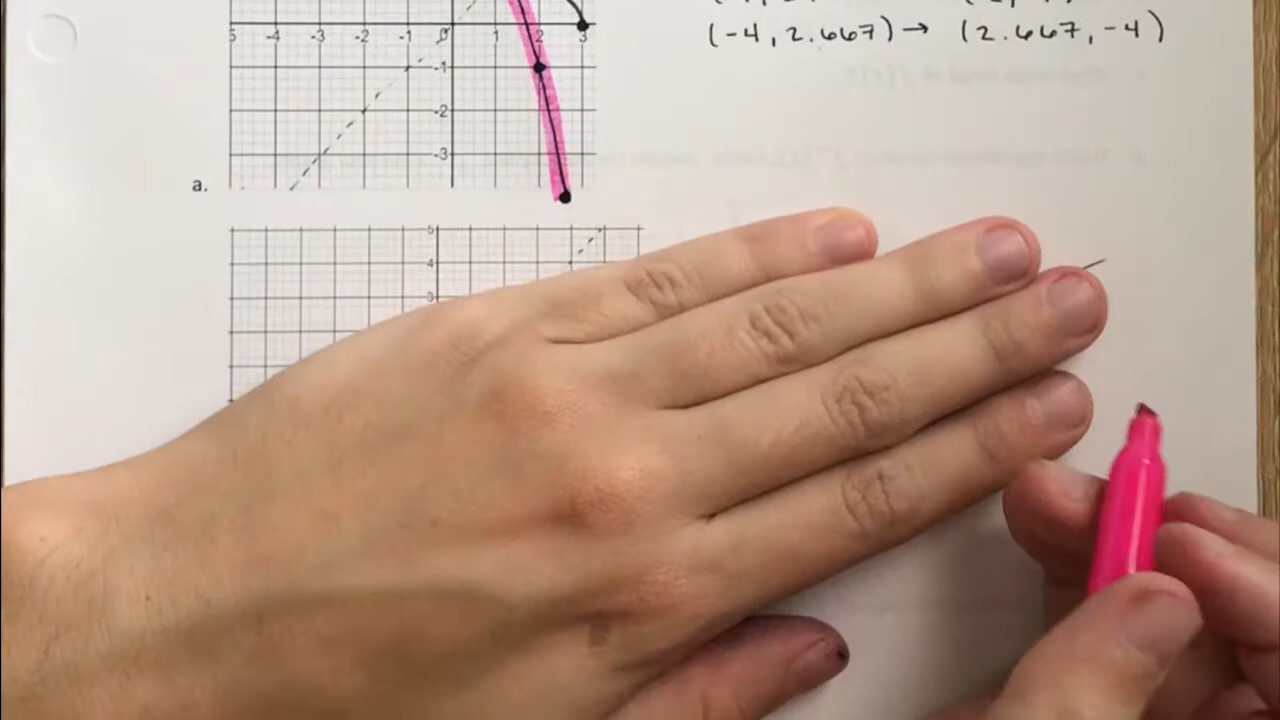 (-4, 2.667) → (2.667, -4)
5 -4 -3 -2 -1 0 1 2 3
-1
-2
-3
a.
5
4
3